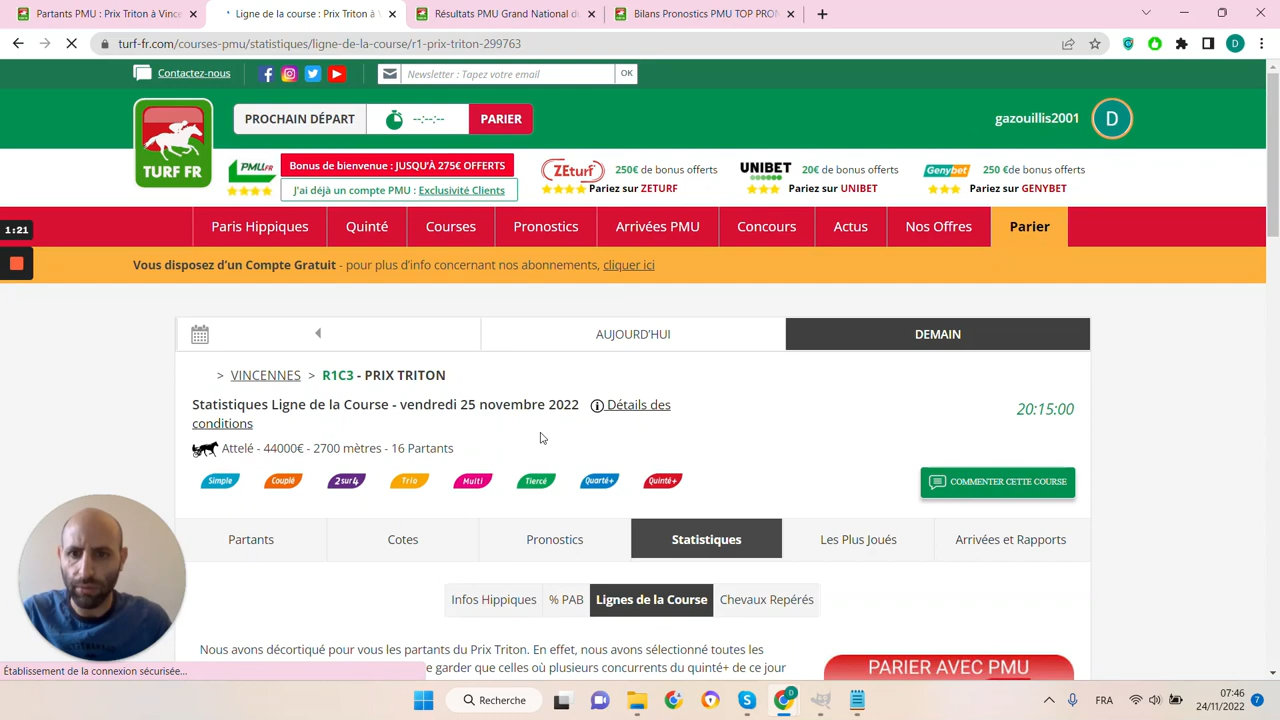 Partants PMU : Prix Triton à Vince
Ligne de la course : Prix Triton à V
Résultats PMU Grand National du
Bilans Pronostics PMU TOP PRON
turf-fr.com/courses-pmu/statistiques/ligne-de-la-course/r1-prix-triton-299763
D
Contactez-nous
Newsletter : Tapez votre email
OK
TURF FR
PROCHAIN DÉPART
--:--:--
PARIER
gazouillis2001
D
PMU.FR
Bonus de bienvenue : JUSQU'À 275€ OFFERTS
J'ai déjà un compte PMU : Exclusivité Clients
ZEturf
250€ de bonus offerts
Pariez sur ZETURF
UNIBET
20€ de bonus offerts
Pariez sur UNIBET
Genybet
250 €de bonus offerts
Pariez sur GENYBET
1:21
Paris Hippiques
Quinté
Courses
Pronostics
Arrivées PMU
Concours
Actus
Nos Offres
Parier
Vous disposez d'un Compte Gratuit - pour plus d'info concernant nos abonnements, cliquer ici
AUJOURD'HUI
DEMAIN
> VINCENNES > R1C3 - PRIX TRITON
Statistiques Ligne de la Course - vendredi 25 novembre 2022 Détails des
conditions
20:15:00
Attelé - 44000€ - 2700 mètres - 16 Partants
Simple
Couplé
2sur4
Trio
Multi
Tiercé
Quarté+
Quinté+
COMMENTER CETTE COURSE
Partants
Cotes
Pronostics
Statistiques
Les Plus Joués
Arrivées et Rapports
Infos Hippiques
% PAB
Lignes de la Course
Chevaux Repérés
Nous avons décortiqué pour vous les partants du Prix Triton. En effet, nous avons sélectionné toutes les
e garder que celles où plusieurs concurrents du quinté+ de ce jour
PARIER AVEC PMU
Établissement de la connexion sécurisée...
Recherche
FRA
07:46
24/11/2022
7